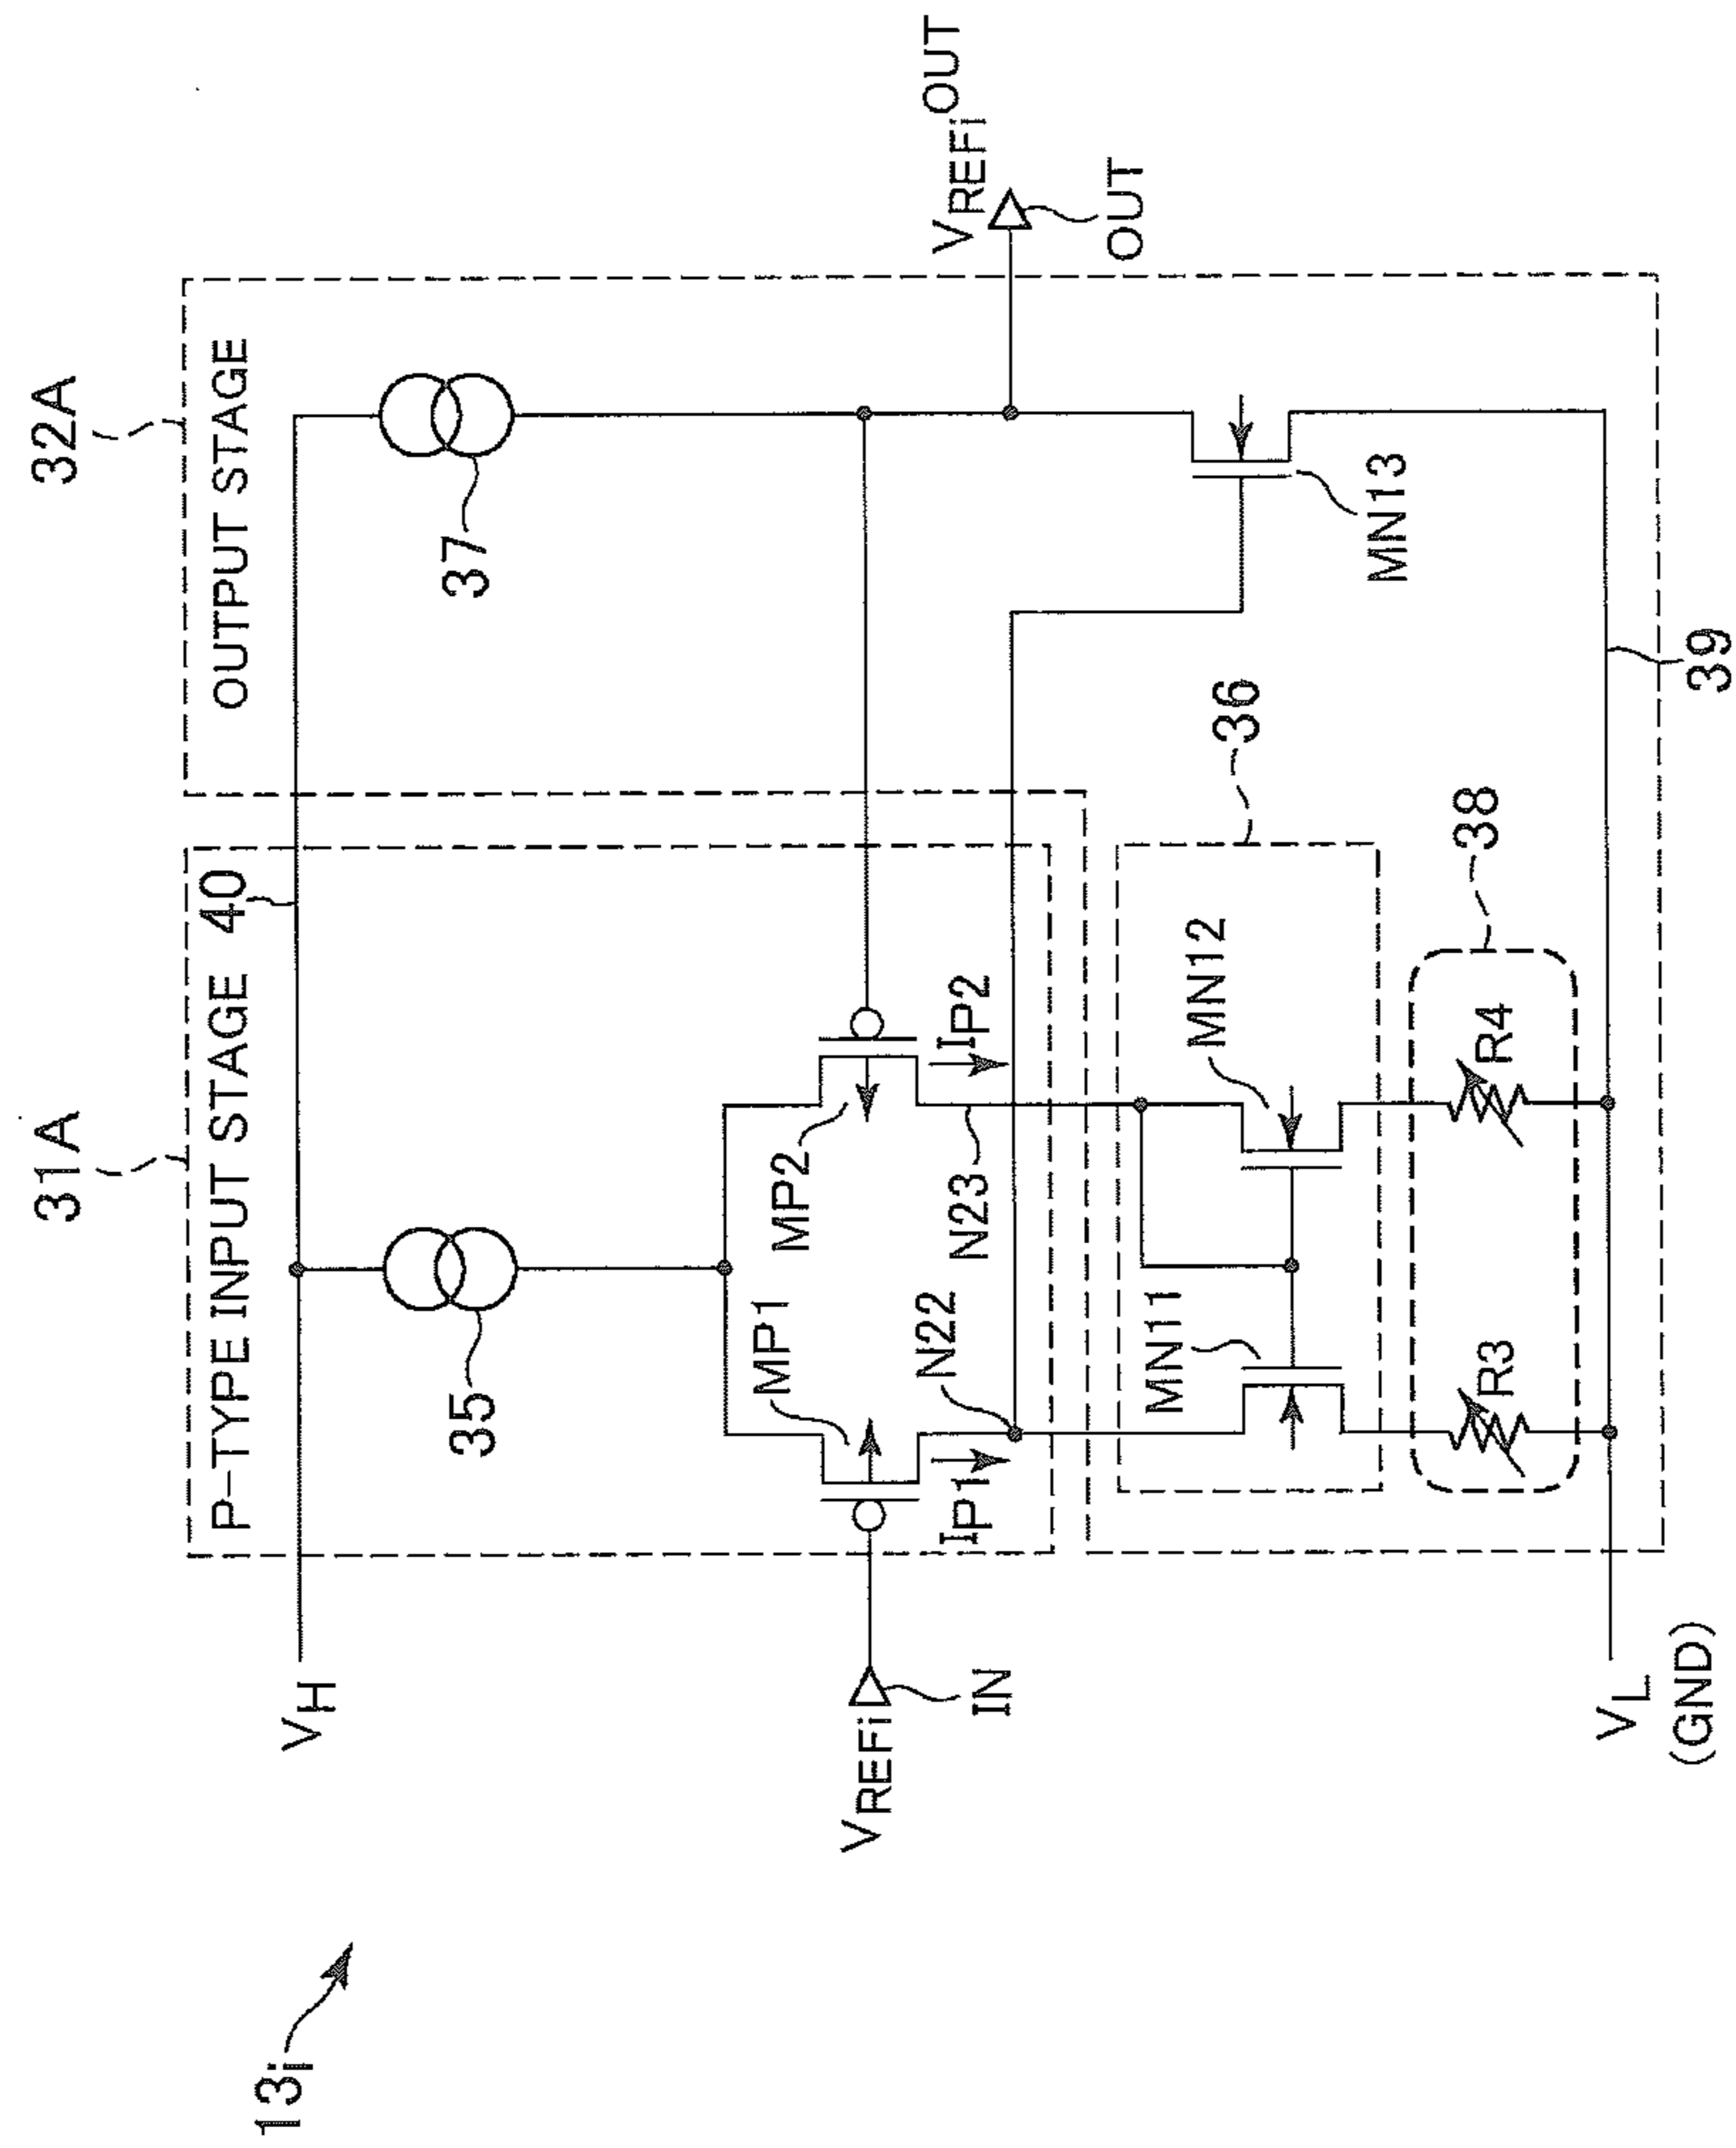 13i
31A
32A
P-TYPE INPUT STAGE
40
OUTPUT STAGE
VH
35
37
MP1
MP2
VREFi
IN
IP1
N22
N23
IP2
VREFiOUT
OUT
MN11
MN12
36
MN13
R3
R4
38
VL
(GND)
39